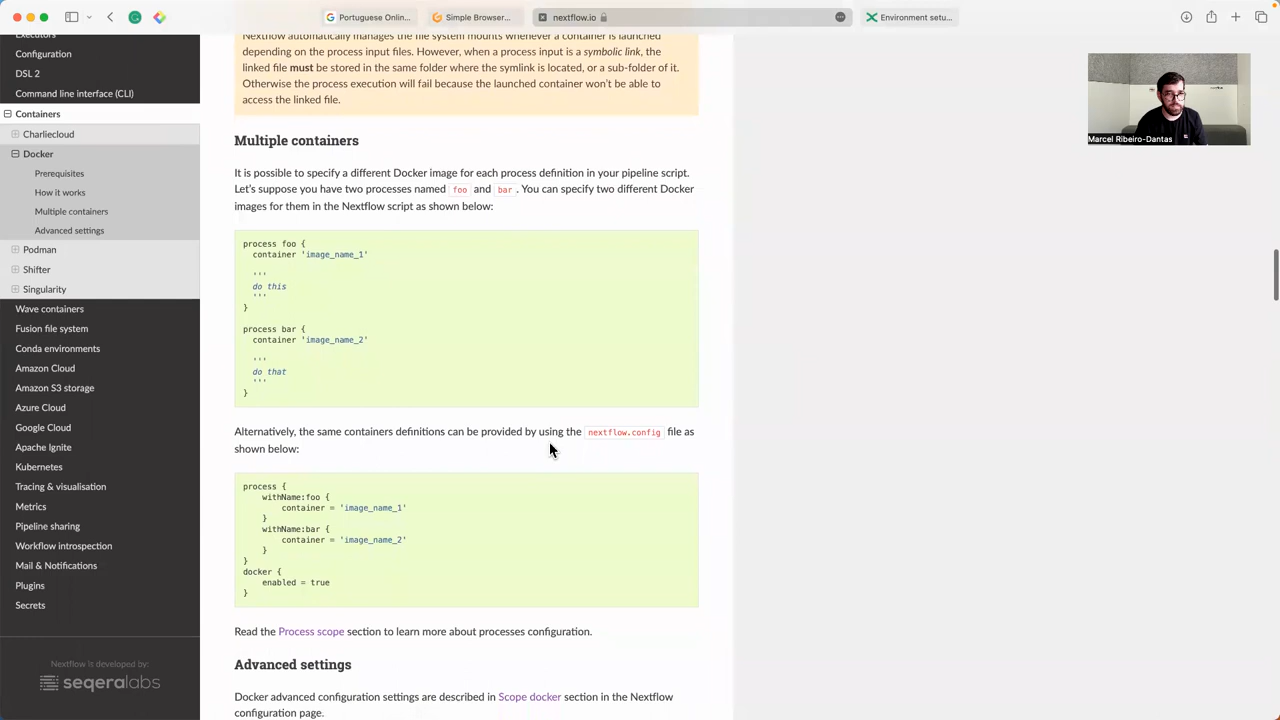 Portuguese Onlin...
Simple Browser...
nextflow.io
Environment setu...
Executors
Configuration
DSL 2
Command line interface (CLI)
Containers
Charliecloud
Docker
Prerequisites
How it works
Multiple containers
Advanced settings
Podman
Shifter
Singularity
Wave containers
Fusion file system
Conda environments
Amazon Cloud
Amazon S3 storage
Azure Cloud
Google Cloud
Apache Ignite
Kubernetes
Tracing & visualisation
Metrics
Pipeline sharing
Workflow introspection
Mail & Notifications
Plugins
Secrets
Nextflow it developed by:
seqeralabs
Nextflow automatically manages the file system mounts whenever a container is launched
depending on the process input files. However, when a process input is a symbolic link, the
linked file must be stored in the same folder where the symlink is located, or a sub-folder of it.
Otherwise the process execution will fail because the launched container won't be able to
access the linked file.
Multiple containers
It is possible to specify a different Docker image for each process definition in your pipeline script.
Let's suppose you have two processes named foo and bar. You can specify two different Docker
images for them in the Nextflow script as shown below:
process foo {
container 'image_name_1'
'''
do this
'''
}
process bar {
container 'image_name_2'
'''
do that
'''
}
Alternatively, the same containers definitions can be provided by using the nextflow.config file as
shown below:
process {
withName:foo {
container = 'image_name_1'
}
withName:bar {
container = 'image_name_2'
}
}
docker {
enabled = true
}
Read the Process scope section to learn more about processes configuration.
Advanced settings
Docker advanced configuration settings are described in Scope docker section in the Nextflow
configuration page.
Marcel Ribeiro-Dantas